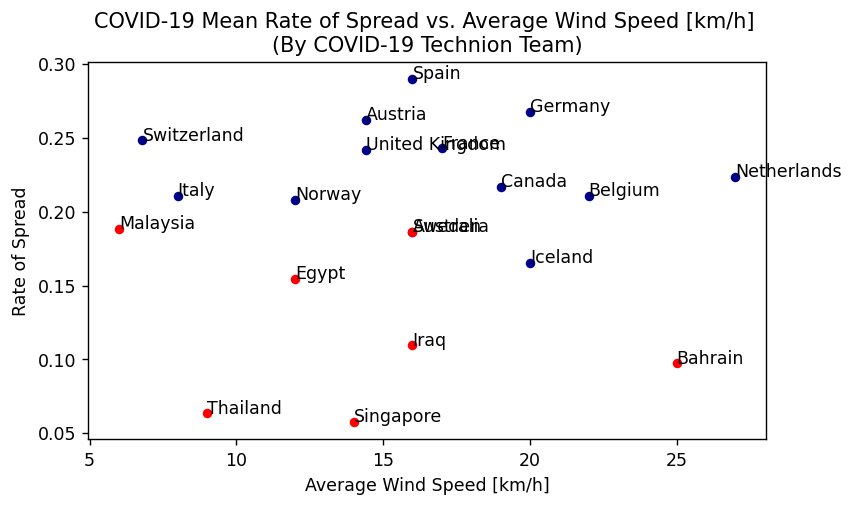 COVID-19 Mean Rate of Spread vs. Average Wind Speed [km/h]
(By COVID-19 Technion Team)
0.30
Spain
Germany
Austria
0.25
Switzerland
United Kingdom
France
Netherlands
Canada
Italy
Norway
Belgium
0.20
Malaysia
Sweden
Australia
Rate of Spread
Iceland
Egypt
0.15
Iraq
0.10
Bahrain
Thailand
Singapore
0.05
5
10
15
20
25
Average Wind Speed [km/h]